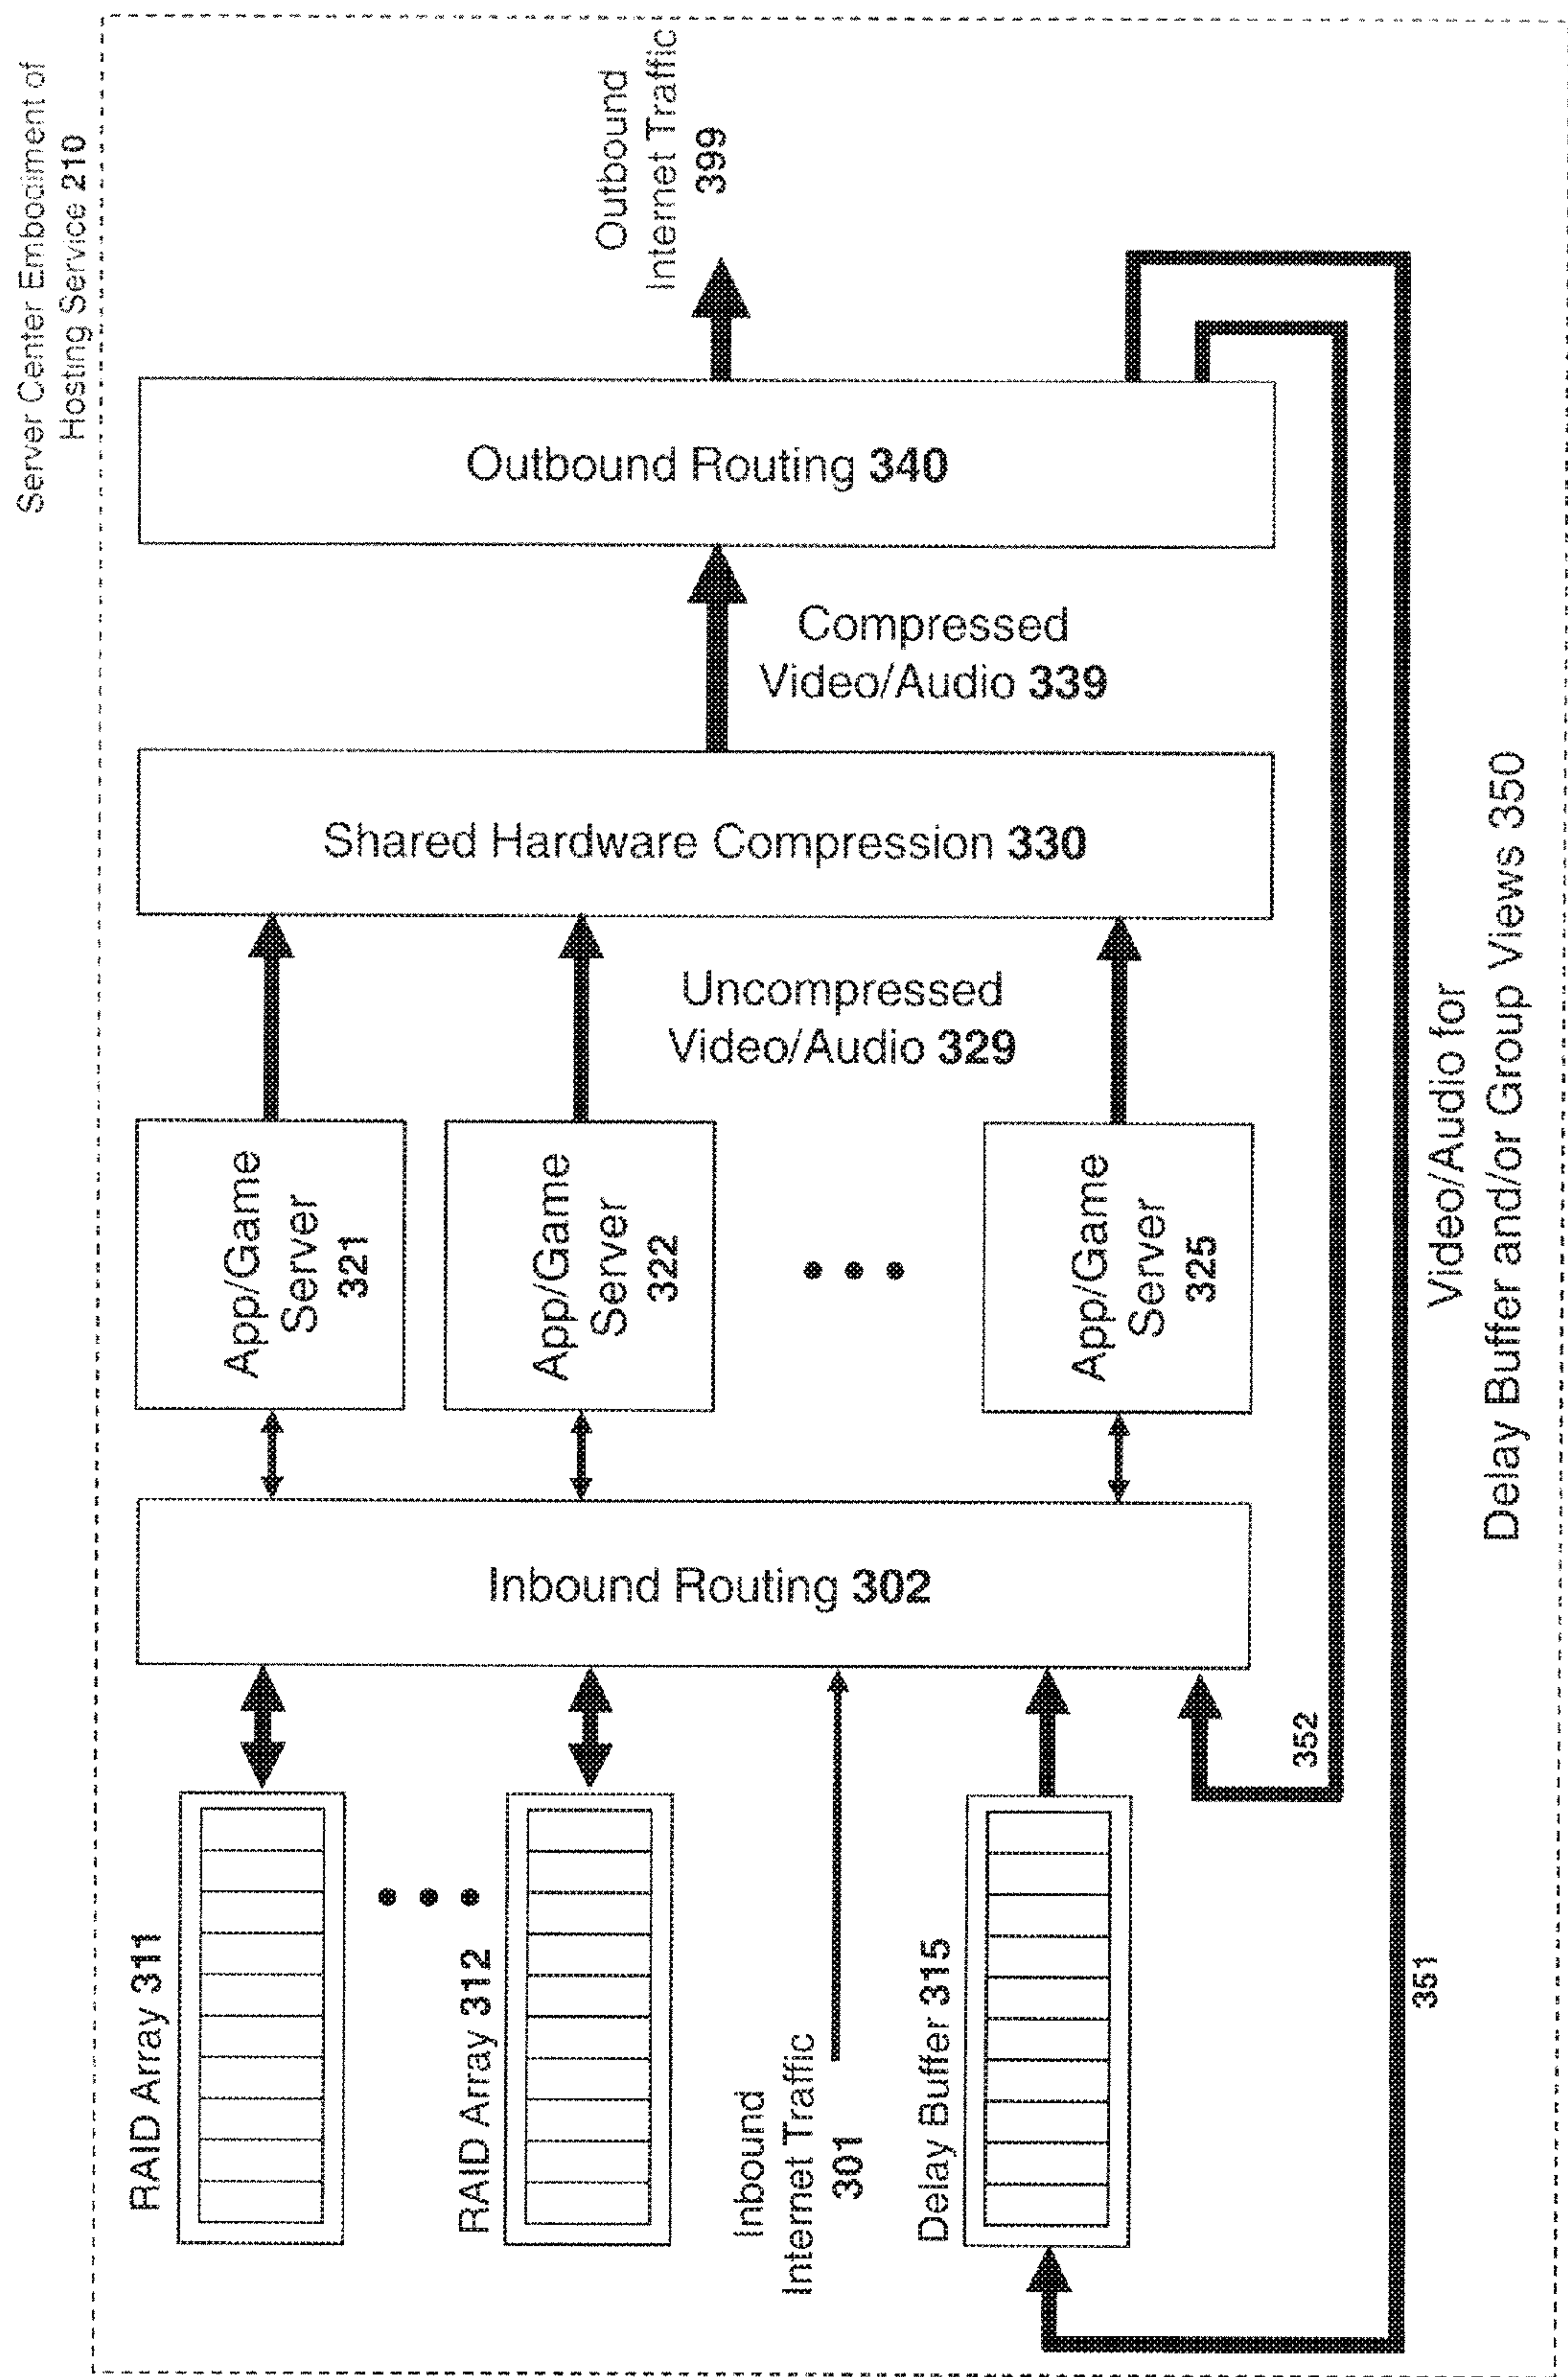 Server Center Embodiment of
Hosting Service 210
RAID Array 311
RAID Array 312
Inbound
Internet Traffic
301
Delay Buffer 315
Inbound Routing 302
App/Game
Server
321
App/Game
Server
322
App/Game
Server
325
Uncompressed
Video/Audio 329
Shared Hardware Compression 330
Compressed
Video/Audio 339
Outbound Routing 340
Outbound
Internet Traffic
399
352
351
Video/Audio for
Delay Buffer and/or Group Views 350